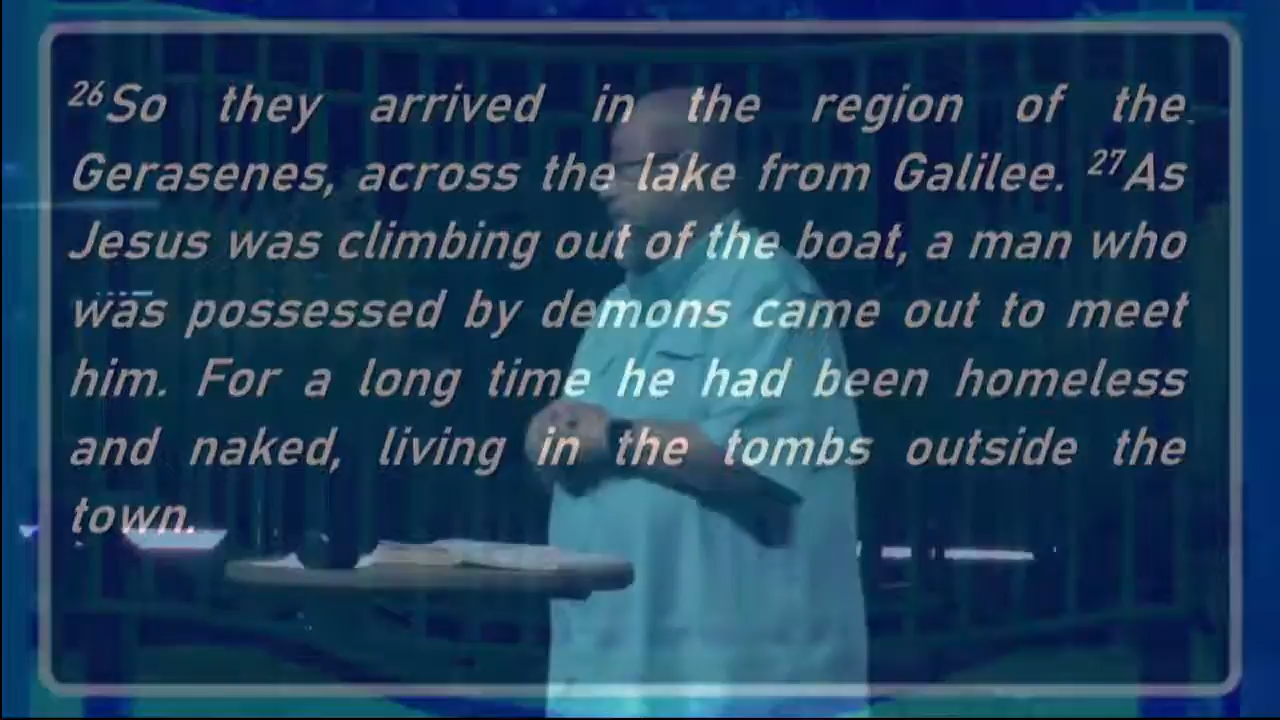 26So they arrived in the region of the
Gerasenes, across the lake from Galilee. 27As
Jesus was climbing out of the boat, a man who
was possessed by demons came out to meet
him. For a long time he had been homeless
and naked, living in the tombs outside the
town.